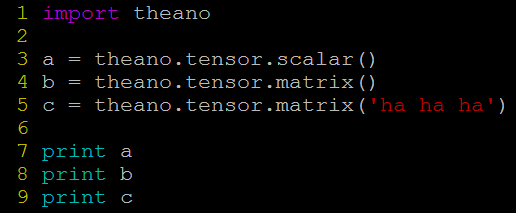 1 import theano
2
3 a = theano.tensor.scalar()
4 b = theano.tensor.matrix()
5 c = theano.tensor.matrix('ha ha ha')
6
7 print a
8 print b
9 print c